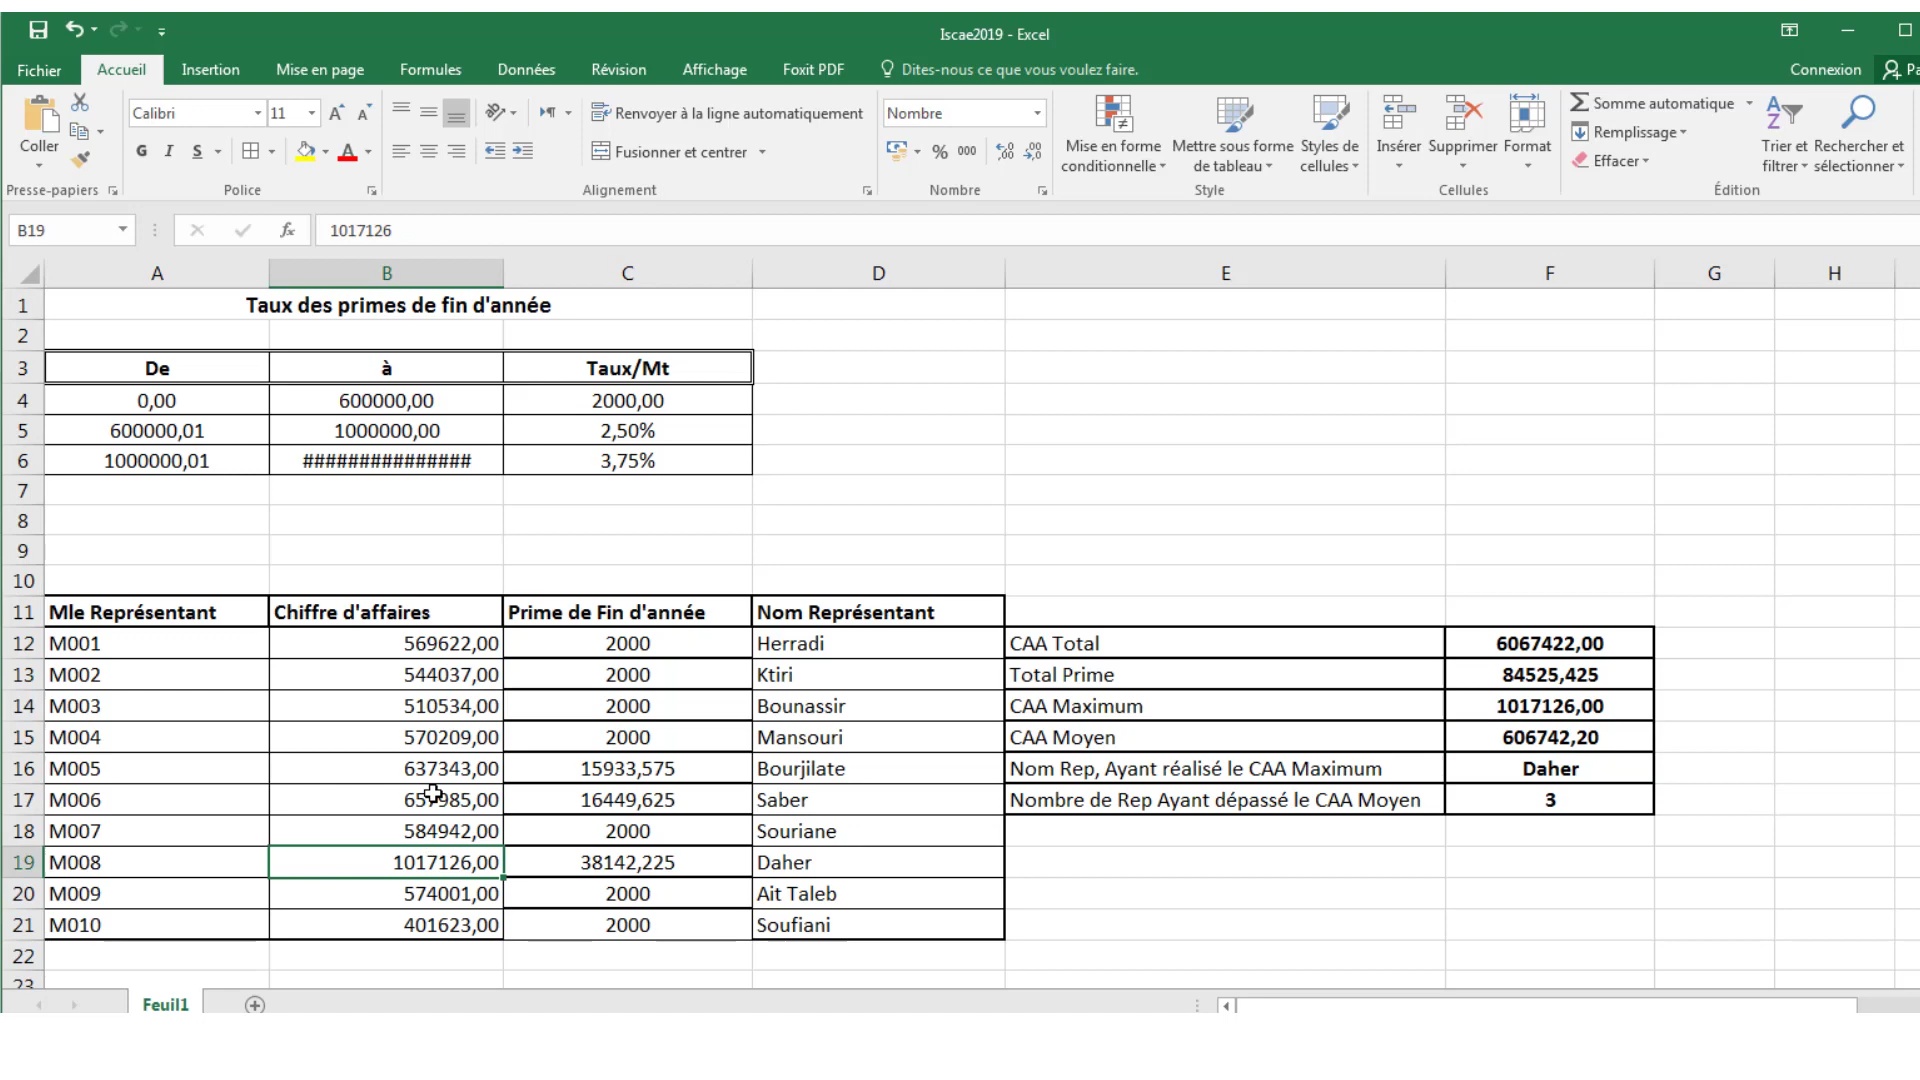 Iscae2019 - Excel
Fichier Accueil Insertion Mise en page Formules Données Révision Affichage Foxit PDF Dites-nous ce que vous voulez faire. Connexion Pa
Calibri 11 Renvoyer à la ligne automatiquement Nombre Somme automatique
Coller G I S A Fusionner et centrer % 000 Mise en forme conditionnelle Mettre sous forme de tableau Styles de cellules Insérer Supprimer Format Remplissage Trier et filtrer Rechercher et sélectionner
Effacer
Presse-papiers Police Alignement Nombre Style Cellules Édition
B19 fx 1017126
A B C D E F G H
1 Taux des primes de fin d'année
2
3 De à Taux/Mt
4 0,00 600000,00 2000,00
5 600000,01 1000000,00 2,50%
6 1000000,01 ############### 3,75%
7
8
9
10
11 Mle Représentant Chiffre d'affaires Prime de Fin d'année Nom Représentant
12 M001 569622,00 2000 Herradi CAA Total 6067422,00
13 M002 544037,00 2000 Ktiri Total Prime 84525,425
14 M003 510534,00 2000 Bounassir CAA Maximum 1017126,00
15 M004 570209,00 2000 Mansouri CAA Moyen 606742,20
16 M005 637343,00 15933,575 Bourjilate Nom Rep, Ayant réalisé le CAA Maximum Daher
17 M006 16449,625 Saber Nombre de Rep Ayant dépassé le CAA Moyen 3
18 M007 584942,00 2000 Souriane
19 M008 1017126,00 38142,225 Daher
20 M009 574001,00 2000 Ait Taleb
21 M010 401623,00 2000 Soufiani
22
23
Feuil1